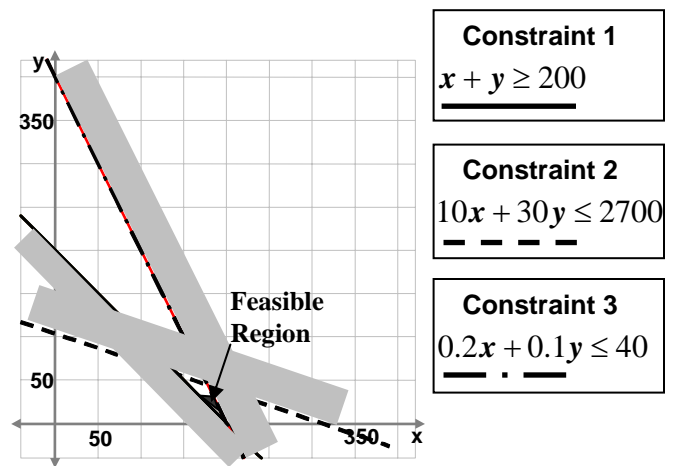 y
350
50
50
350
x
Feasible
Region
Constraint 1
x + y ≥ 200
Constraint 2
10x + 30y ≤ 2700
Constraint 3
0.2x + 0.1y ≤ 40